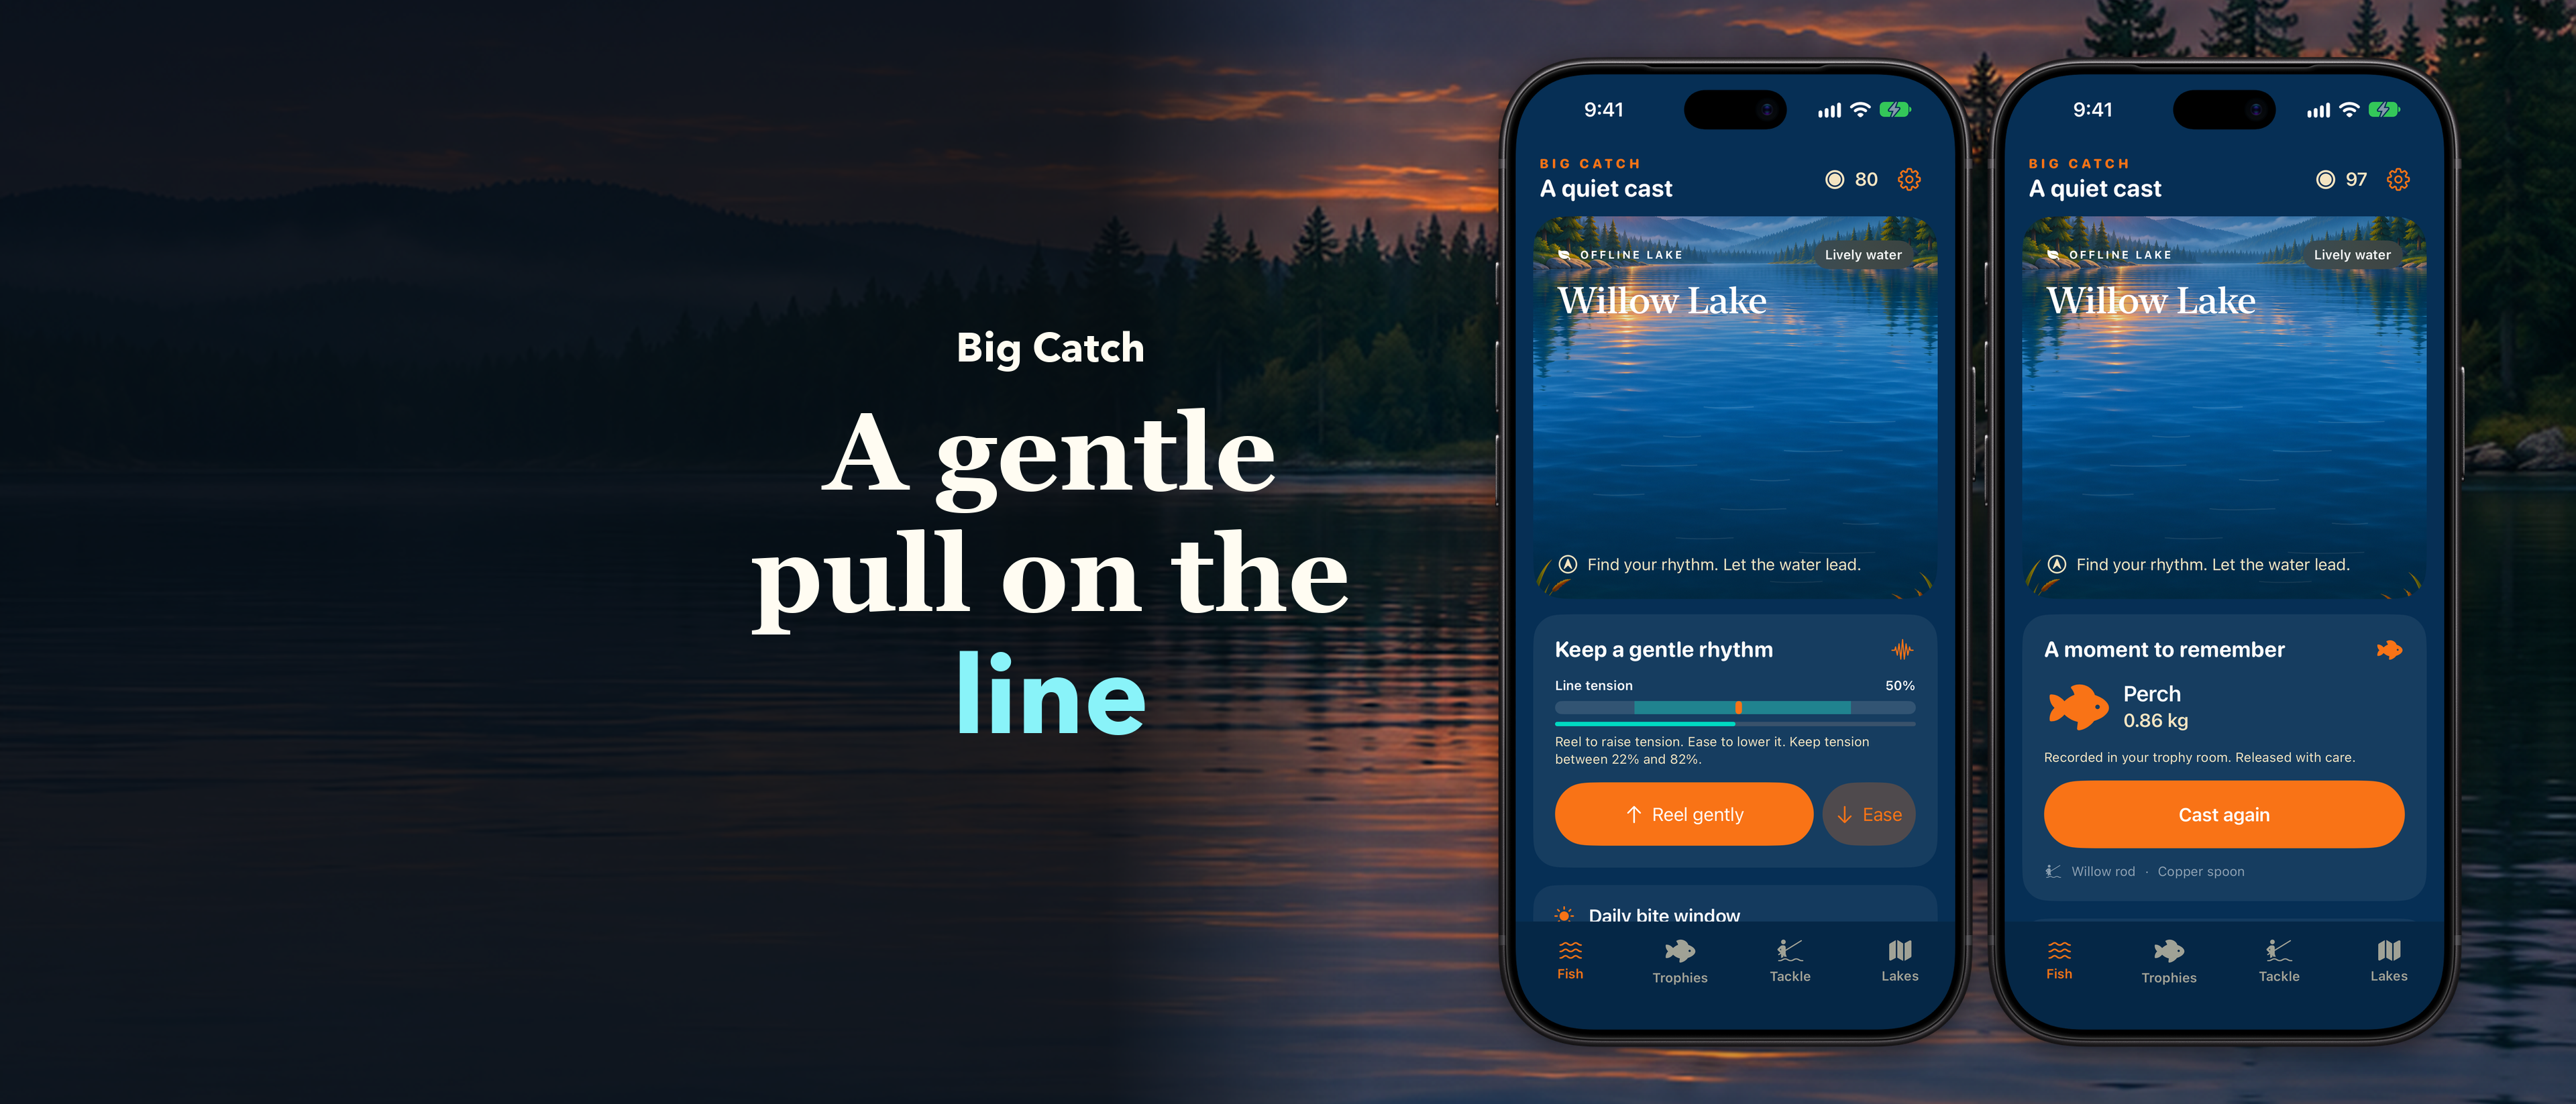 Big Catch
A gentle
pull on the
line
9:41
BIG CATCH
A quiet cast
80
OFFLINE LAKE
Lively water
Willow Lake
Find your rhythm. Let the water lead.
Keep a gentle rhythm
Line tension
50%
Reel to raise tension. Ease to lower it. Keep tension
between 22% and 82%.
↑ Reel gently
↓ Ease
Daily bite window
Fish
Trophies
Tackle
Lakes
9:41
BIG CATCH
A quiet cast
97
OFFLINE LAKE
Lively water
Willow Lake
Find your rhythm. Let the water lead.
A moment to remember
Perch
0.86 kg
Recorded in your trophy room. Released with care.
Cast again
Willow rod · Copper spoon
Fish
Trophies
Tackle
Lakes